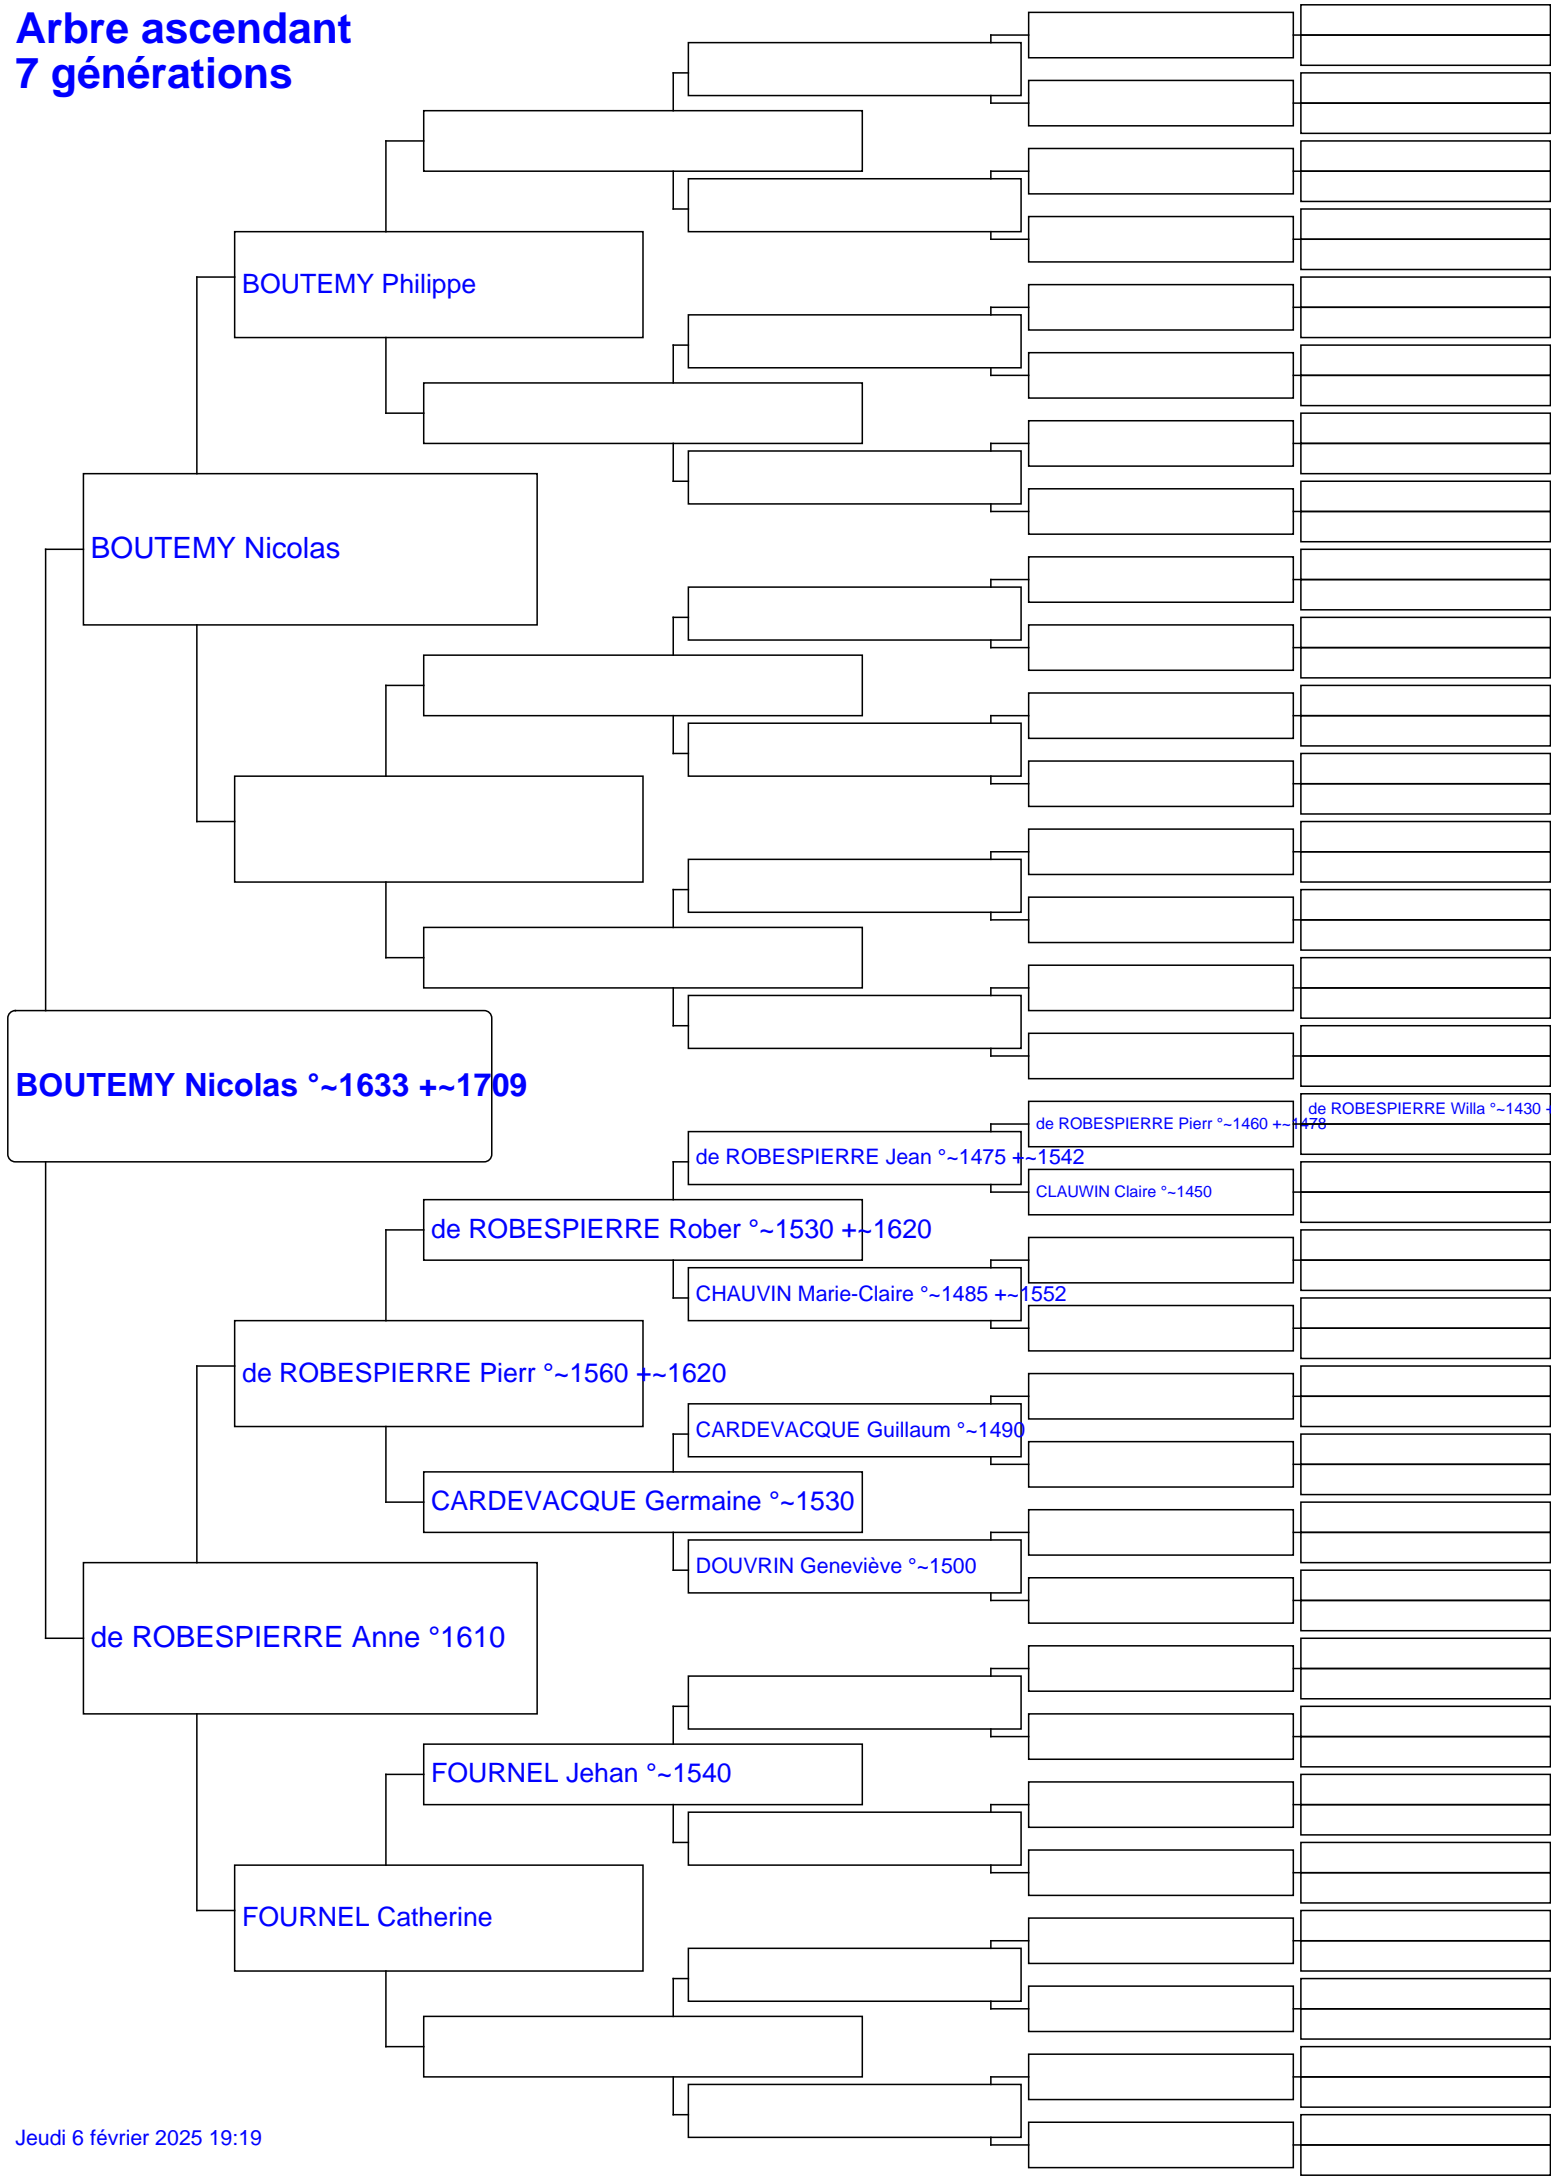 Arbre ascendant
7 générations
BOUTEMY Philippe
BOUTEMY Nicolas
BOUTEMY Nicolas °~1633 +~1709
de ROBESPIERRE Willa °~1430 +
de ROBESPIERRE Pierr °~1460 +~1478
de ROBESPIERRE Jean °~1475 +~1542
CLAUWIN Claire °~1450
de ROBESPIERRE Rober °~1530 +~1620
CHAUVIN Marie-Claire °~1485 +~1552
de ROBESPIERRE Pierr °~1560 +~1620
CARDEVACQUE Guillaum °~1490
CARDEVACQUE Germaine °~1530
DOUVRIN Geneviève °~1500
de ROBESPIERRE Anne °1610
FOURNEL Jehan °~1540
FOURNEL Catherine
Jeudi 6 février 2025 19:19